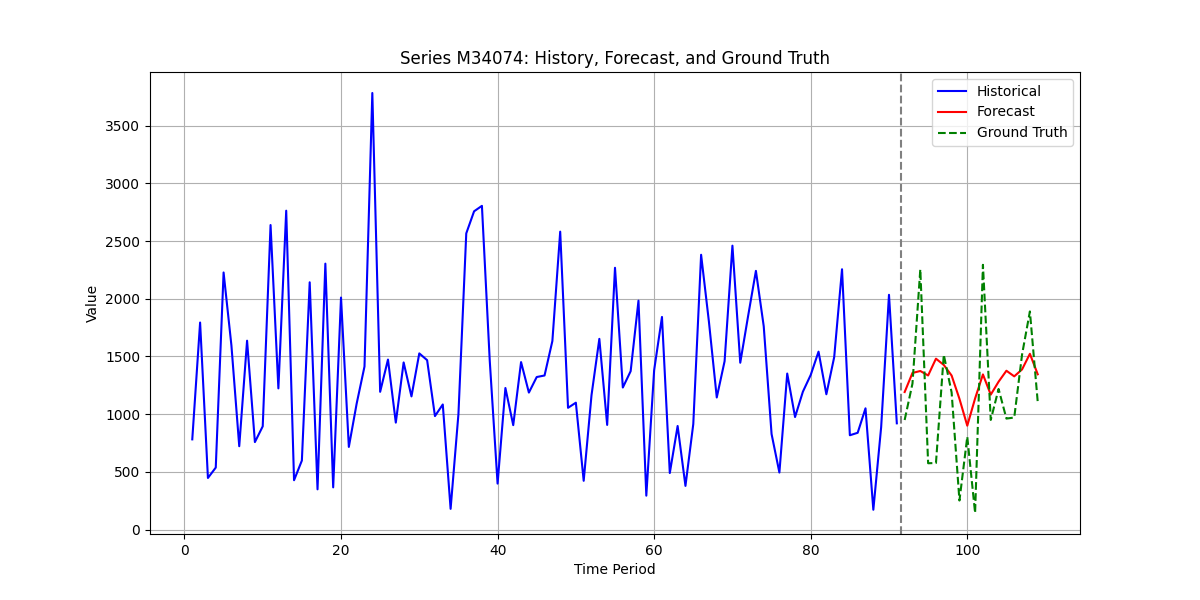 Series M34074: History, Forecast, and Ground Truth
Historical
Forecast
Ground Truth
3500
3000
2500
2000
1500
1000
500
0
Value
0 20 40 60 80 100
Time Period